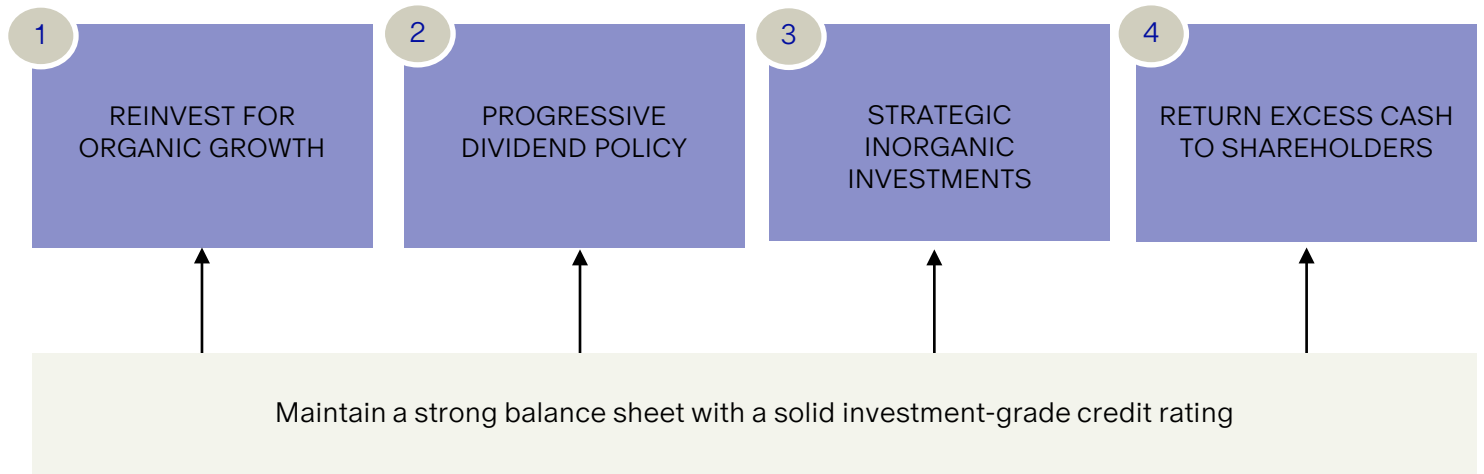 1
REINVEST FOR
ORGANIC GROWTH
2
PROGRESSIVE
DIVIDEND POLICY
3
STRATEGIC
INORGANIC
INVESTMENTS
4
RETURN EXCESS CASH
TO SHAREHOLDERS
Maintain a strong balance sheet with a solid investment-grade credit rating